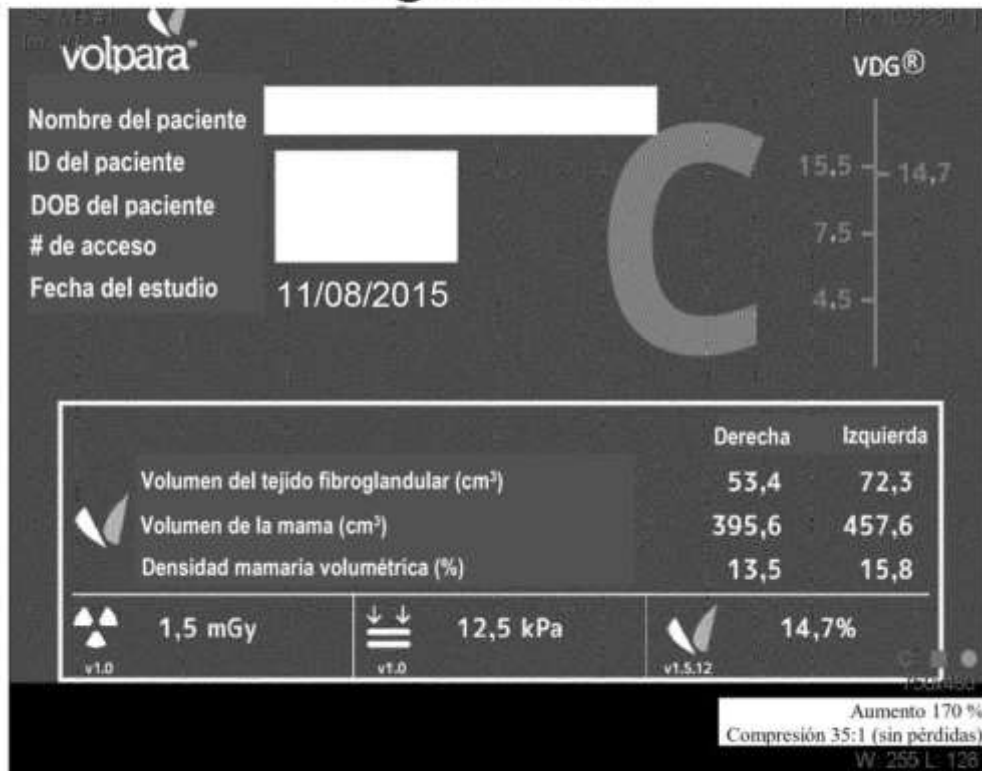 volpara®
VDG®
Nombre del paciente
ID del paciente
DOB del paciente
# de acceso
Fecha del estudio 11/08/2015
C
15,5
14,7
7,5
4,5
Derecha Izquierda
Volumen del tejido fibroglandular (cm³) 53,4 72,3
Volumen de la mama (cm³) 395,6 457,6
Densidad mamaria volumétrica (%) 13,5 15,8
1,5 mGy 12,5 kPa 14,7%
v1.0 v1.0 v1.5.12
Aumento 170 %
Compresión 35:1 (sin pérdidas)
W: 255 L: 128